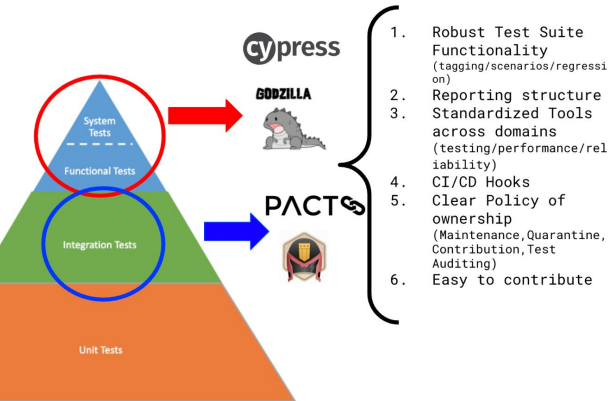 System
Tests
Functional Tests
Integration Tests
Unit Tests
cypress
GODZILLA
PACT
1. Robust Test Suite
Functionality
(tagging/scenarios/regressi
on)
2. Reporting structure
3. Standardized Tools
across domains
(testing/performance/rel
iability)
4. CI/CD Hooks
5. Clear Policy of
ownership
(Maintenance,Quarantine,
Contribution,Test
Auditing)
6. Easy to contribute